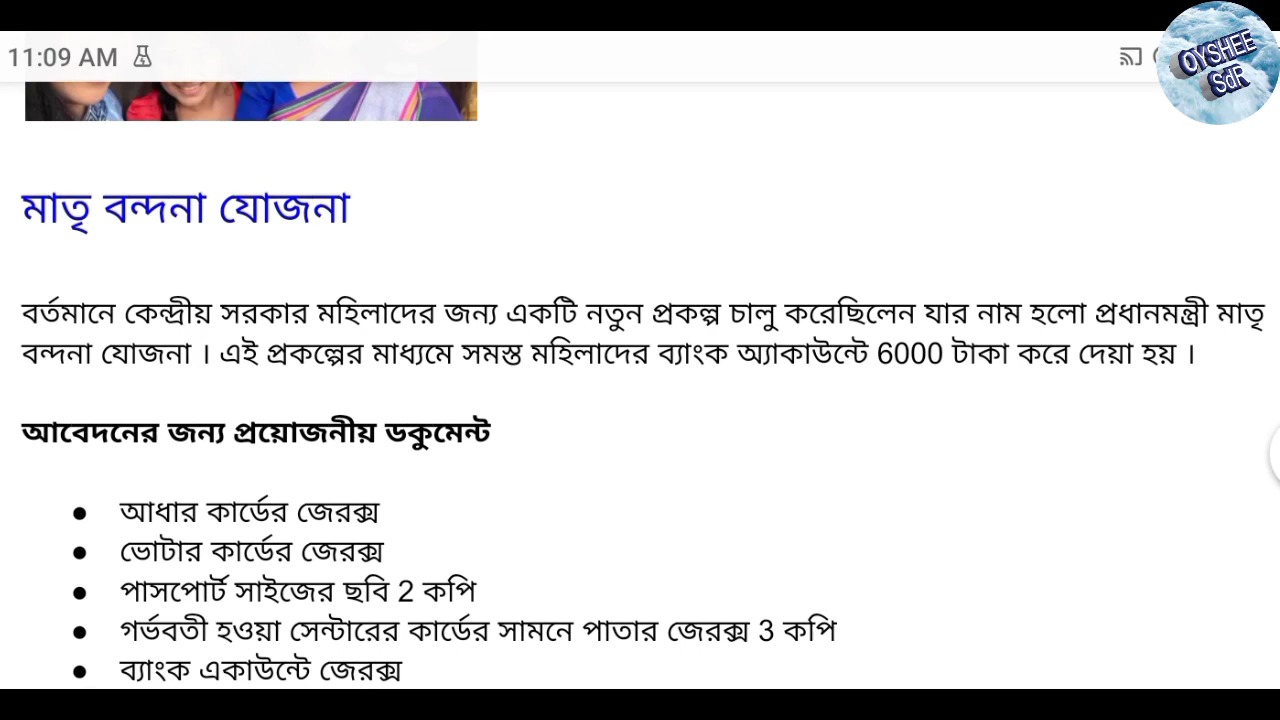 11:09 AM
OYSHEE
SdR
মাতৃ বন্দনা যোজনা
বর্তমানে কেন্দ্রীয় সরকার মহিলাদের জন্য একটি নতুন প্রকল্প চালু করেছিলেন যার নাম হলো প্রধানমন্ত্রী মাতৃ
বন্দনা যোজনা । এই প্রকল্পের মাধ্যমে সমস্ত মহিলাদের ব্যাংক অ্যাকাউন্টে 6000 টাকা করে দেয়া হয় ।
আবেদনের জন্য প্রয়োজনীয় ডকুমেন্ট
● আধার কার্ডের জেরক্স
● ভোটার কার্ডের জেরক্স
● পাসপোর্ট সাইজের ছবি 2 কপি
● গর্ভবতী হওয়া সেন্টারের কার্ডের সামনে পাতার জেরক্স 3 কপি
● ব্যাংক একাউন্টে জেরক্স